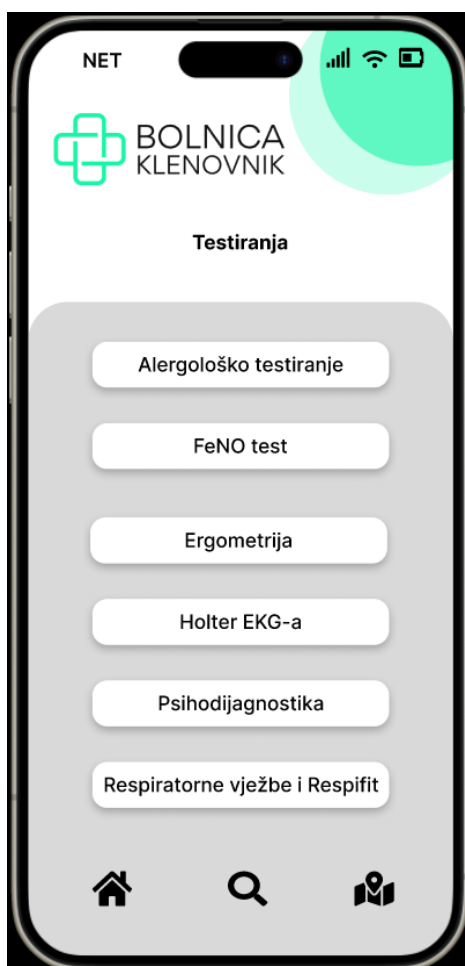 NET
BOLNICA
KLENOVNIK
Testiranja
Alergološko testiranje
FeNO test
Ergometrija
Holter EKG-a
Psihodijagnostika
Respiratorne vježbe i Respifit